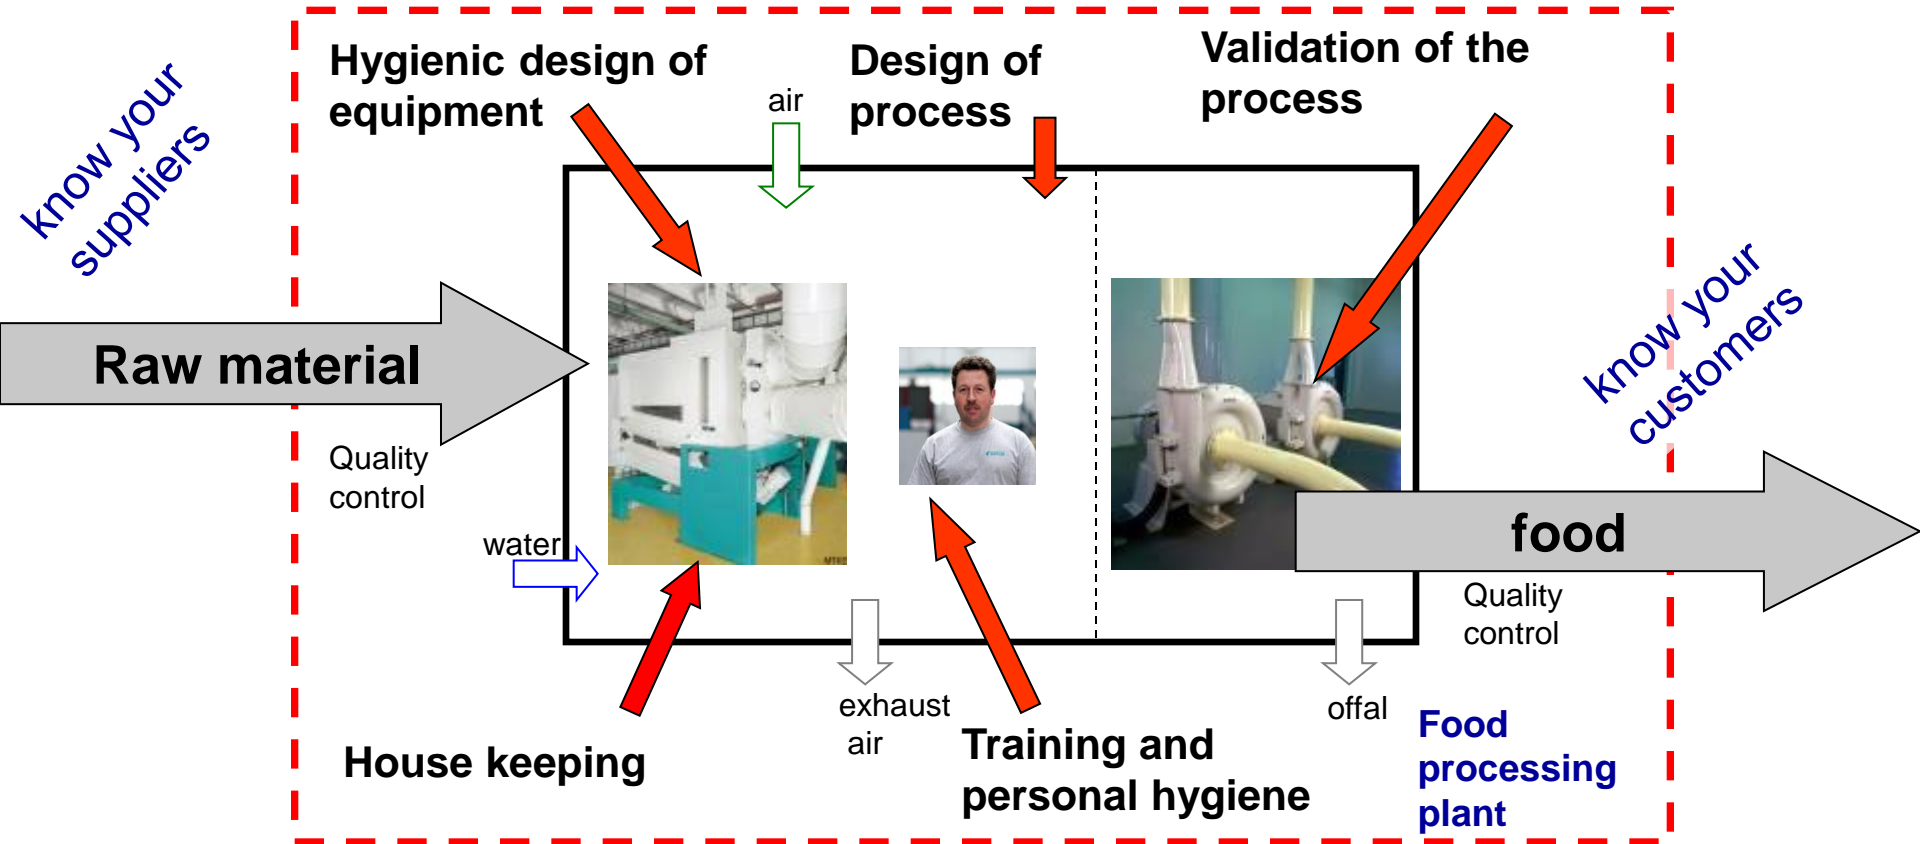 Hygienic design of
equipment
Design of
process
Validation of the
process
air
know your
suppliers
Raw material
Quality
control
water
know your
customers
food
Quality
control
exhaust
air
offal
House keeping
Training and
personal hygiene
Food
processing
plant